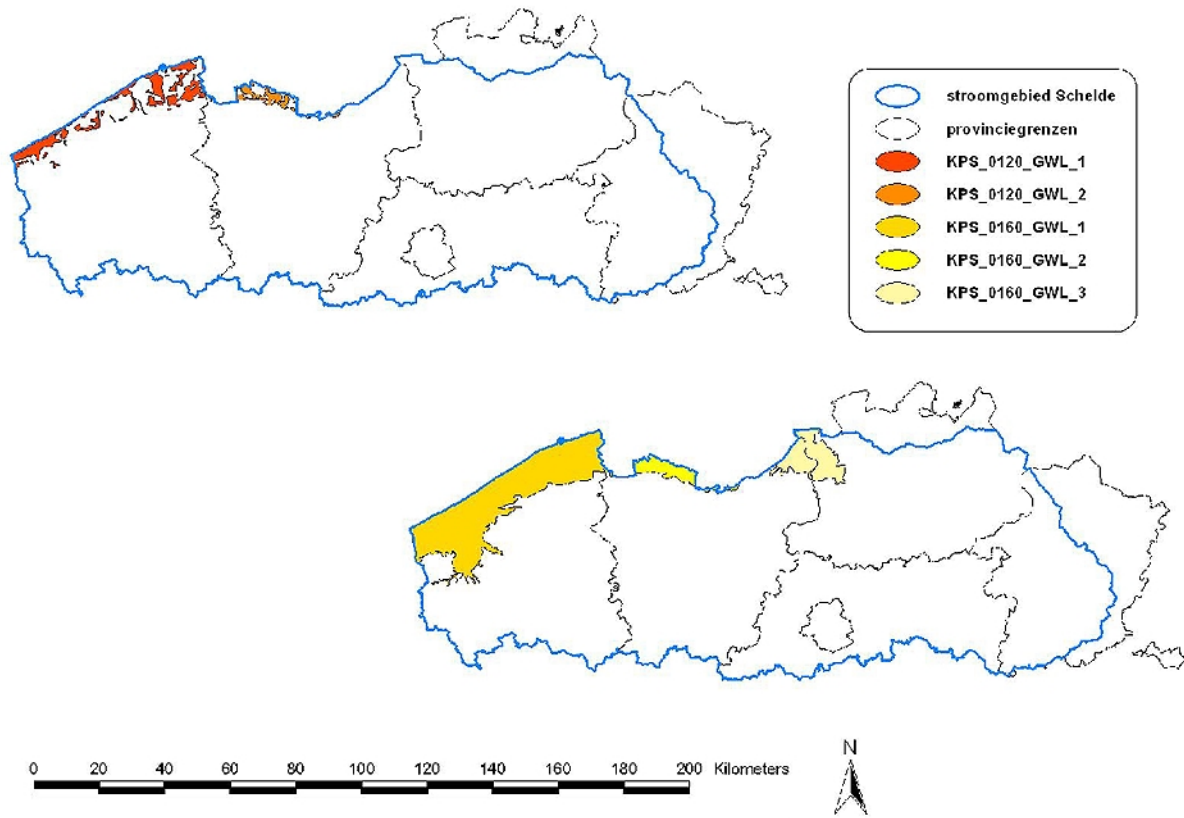 stroomgebied Schelde
provinciegrenzen
KPS_0120_GWL_1
KPS_0120_GWL_2
KPS_0160_GWL_1
KPS_0160_GWL_2
KPS_0160_GWL_3
0 20 40 60 80 100 120 140 160 200 Kilometers
N